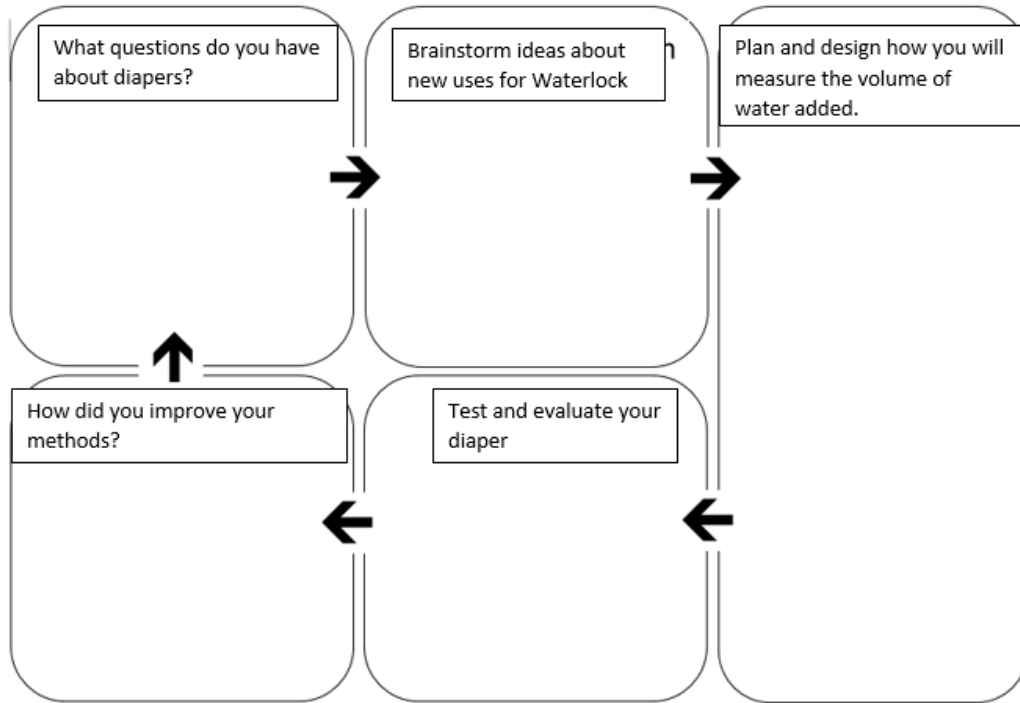 What questions do you have
about diapers?
Brainstorm ideas about
new uses for Waterlock
Plan and design how you will
measure the volume of
water added.
How did you improve your
methods?
Test and evaluate your
diaper